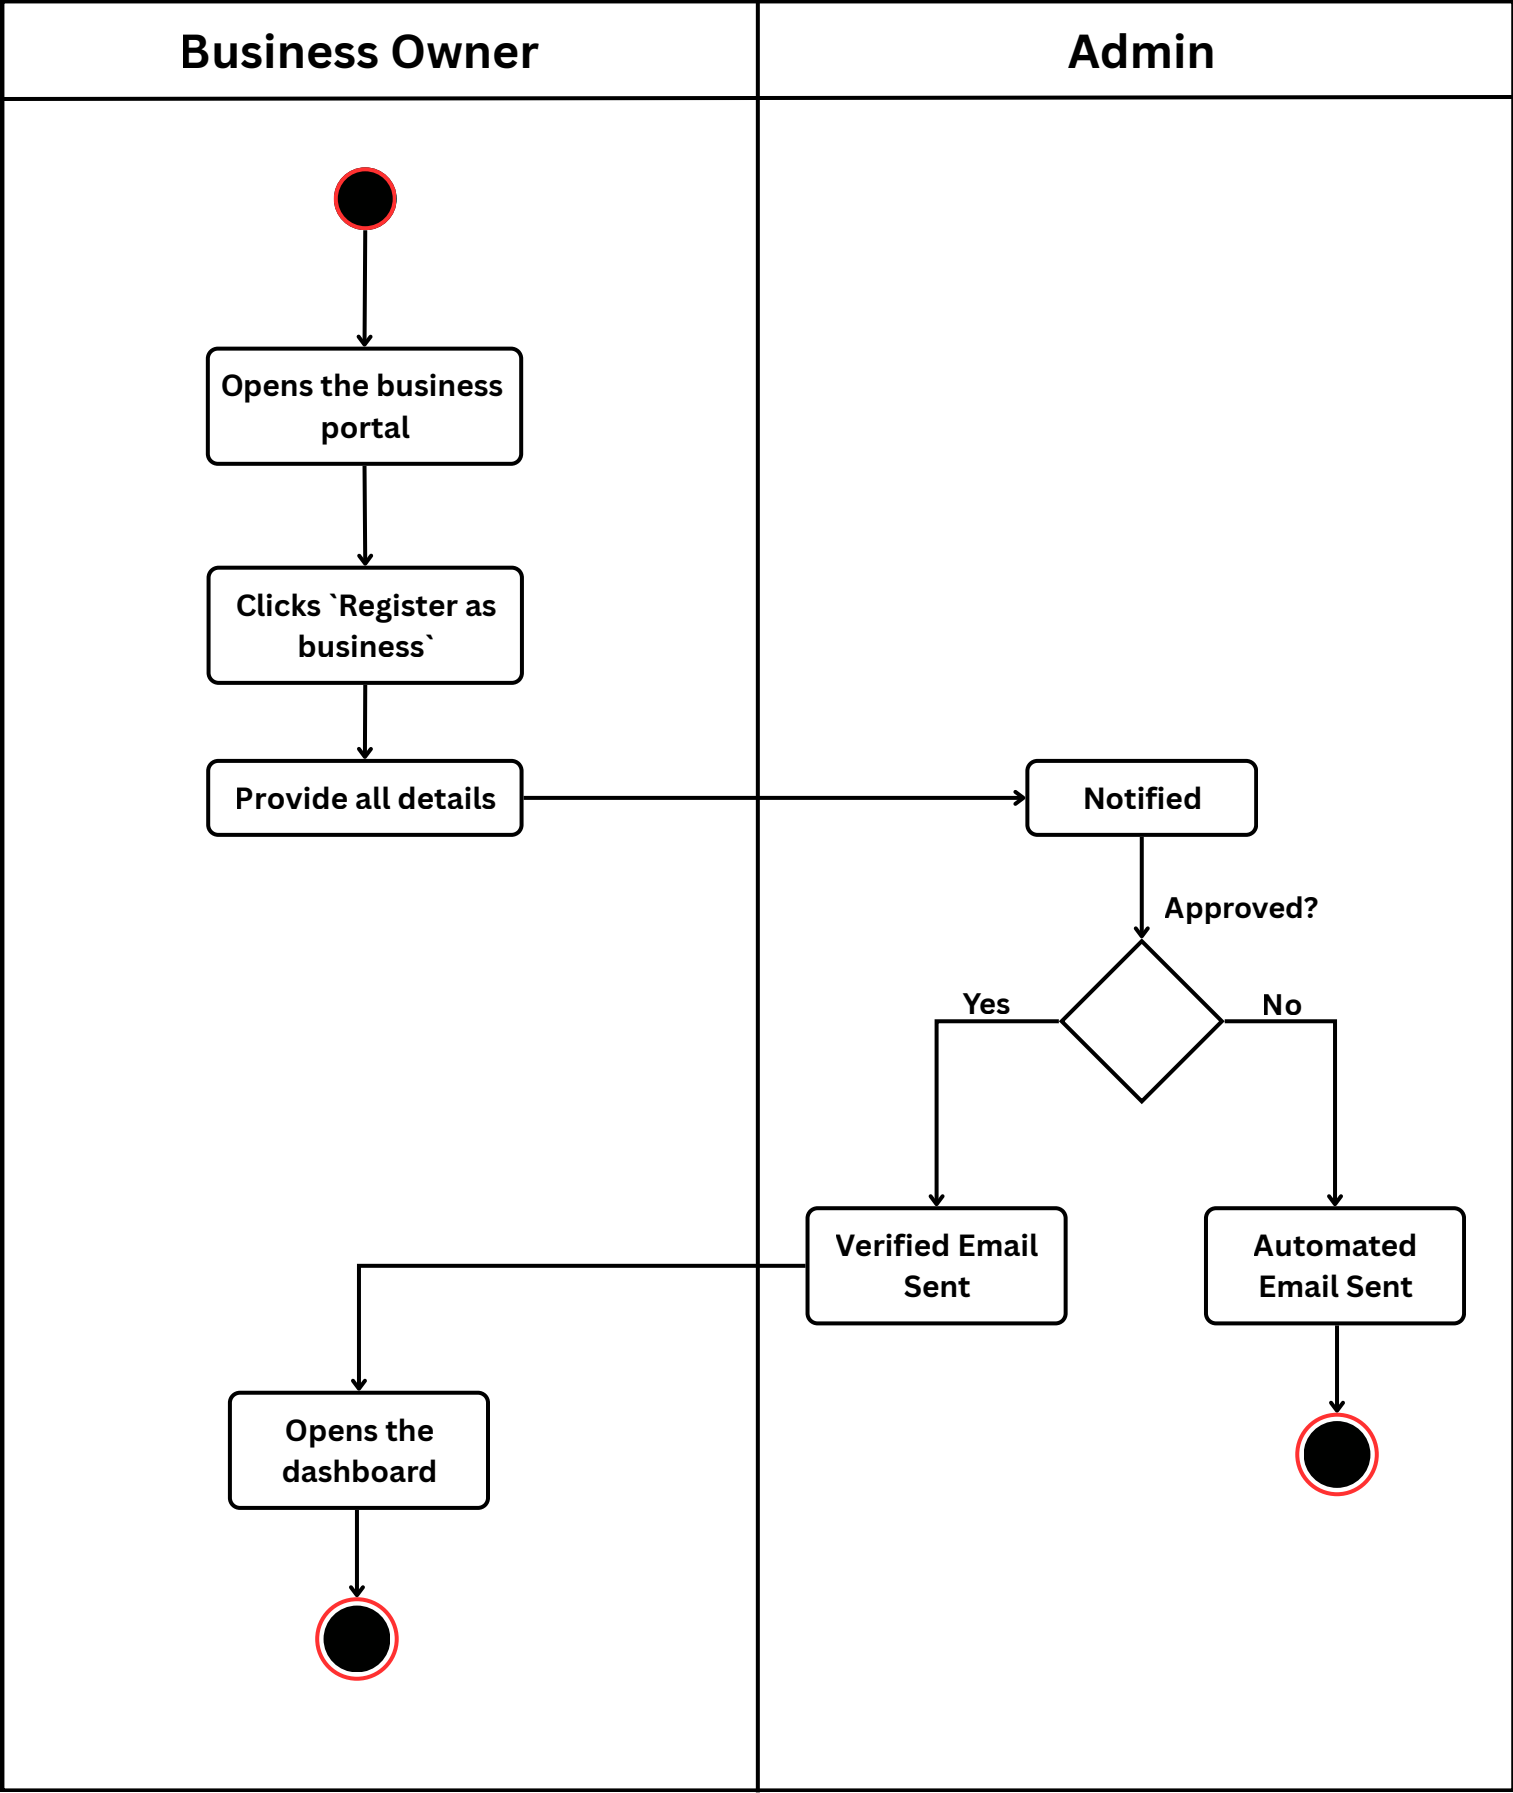 Business Owner
Admin
Opens the business
portal
Clicks `Register as
business`
Provide all details
Notified
Approved?
Yes
No
Verified Email
Sent
Automated
Email Sent
Opens the
dashboard